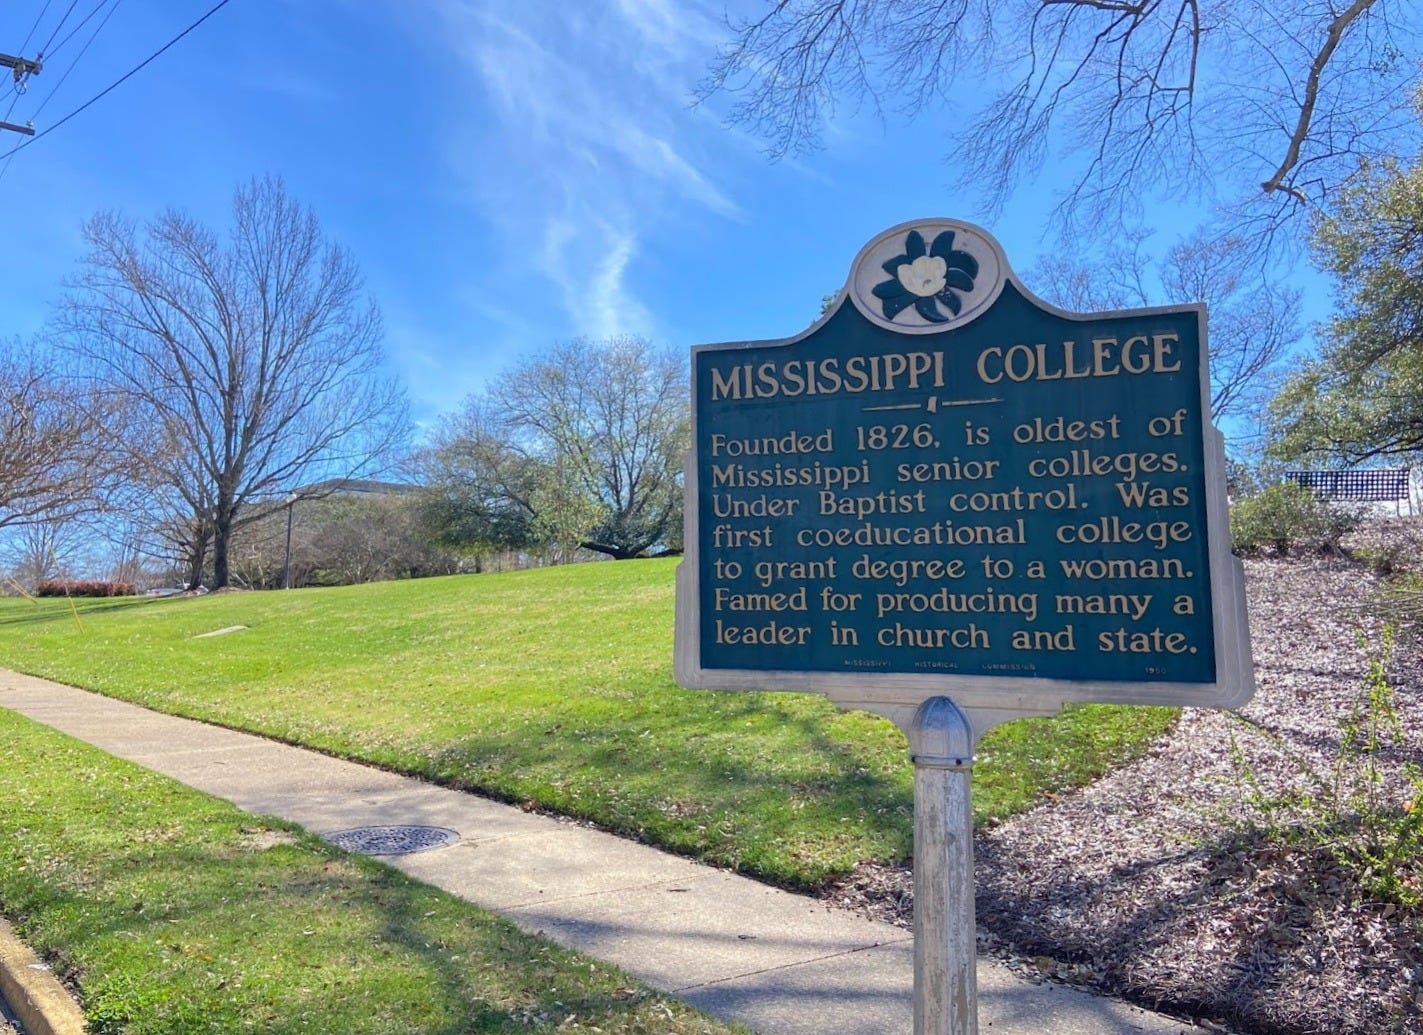 MISSISSIPPI COLLEGE
Founded 1826, is oldest of
Mississippi senior colleges.
Under Baptist control. Was
first coeducational college
to grant degree to a woman.
Famed for producing many a
leader in church and state.
MISSISSIPPI HISTORICAL COMMISSION 1950